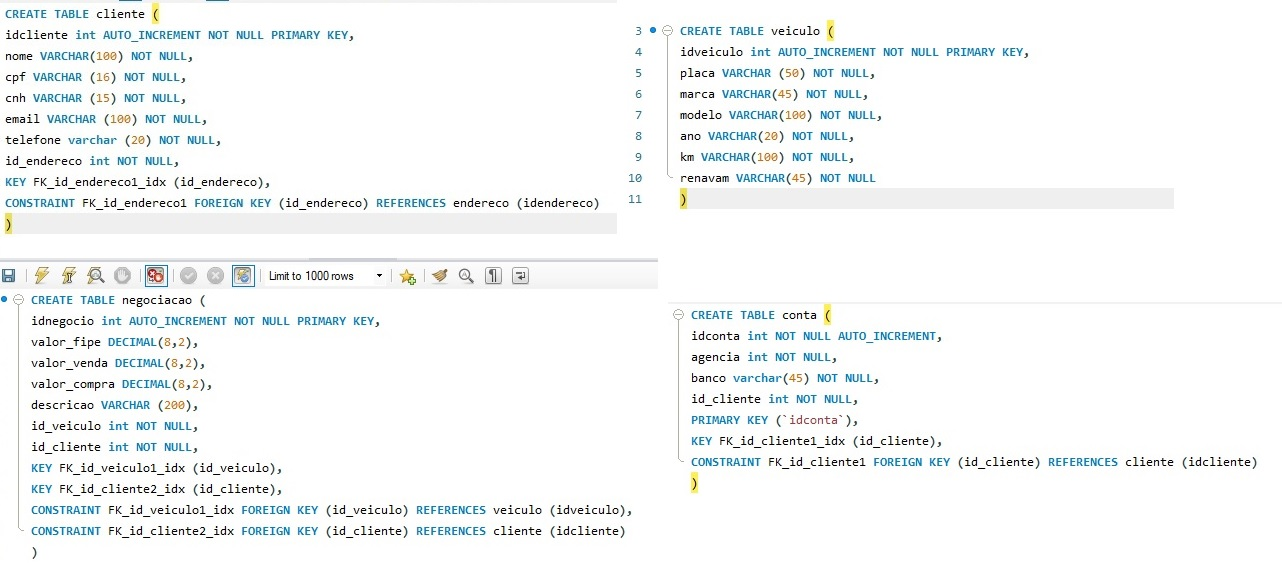 CREATE TABLE cliente (
idcliente int AUTO_INCREMENT NOT NULL PRIMARY KEY,
nome VARCHAR(100) NOT NULL,
cpf VARCHAR (16) NOT NULL,
cnh VARCHAR (15) NOT NULL,
email VARCHAR (100) NOT NULL,
telefone varchar (20) NOT NULL,
id_endereco int NOT NULL,
KEY FK_id_endereco1_idx (id_endereco),
CONSTRAINT FK_id_endereco1 FOREIGN KEY (id_endereco) REFERENCES endereco (idendereco)
)
3 CREATE TABLE veiculo (
4 idveiculo int AUTO_INCREMENT NOT NULL PRIMARY KEY,
5 placa VARCHAR (50) NOT NULL,
6 marca VARCHAR(45) NOT NULL,
7 modelo VARCHAR(100) NOT NULL,
8 ano VARCHAR(20) NOT NULL,
9 km VARCHAR(100) NOT NULL,
10 renavam VARCHAR(45) NOT NULL
11 )
Limit to 1000 rows
CREATE TABLE negociacao (
idnegocio int AUTO_INCREMENT NOT NULL PRIMARY KEY,
valor_fipe DECIMAL(8,2),
valor_venda DECIMAL(8,2),
valor_compra DECIMAL(8,2),
descricao VARCHAR (200),
id_veiculo int NOT NULL,
id_cliente int NOT NULL,
KEY FK_id_veiculo1_idx (id_veiculo),
KEY FK_id_cliente2_idx (id_cliente),
CONSTRAINT FK_id_veiculo1_idx FOREIGN KEY (id_veiculo) REFERENCES veiculo (idveiculo),
CONSTRAINT FK_id_cliente2_idx FOREIGN KEY (id_cliente) REFERENCES cliente (idcliente)
)
CREATE TABLE conta (
idconta int NOT NULL AUTO_INCREMENT,
agencia int NOT NULL,
banco varchar(45) NOT NULL,
id_cliente int NOT NULL,
PRIMARY KEY (`idconta`),
KEY FK_id_cliente1_idx (id_cliente),
CONSTRAINT FK_id_cliente1 FOREIGN KEY (id_cliente) REFERENCES cliente (idcliente)
)